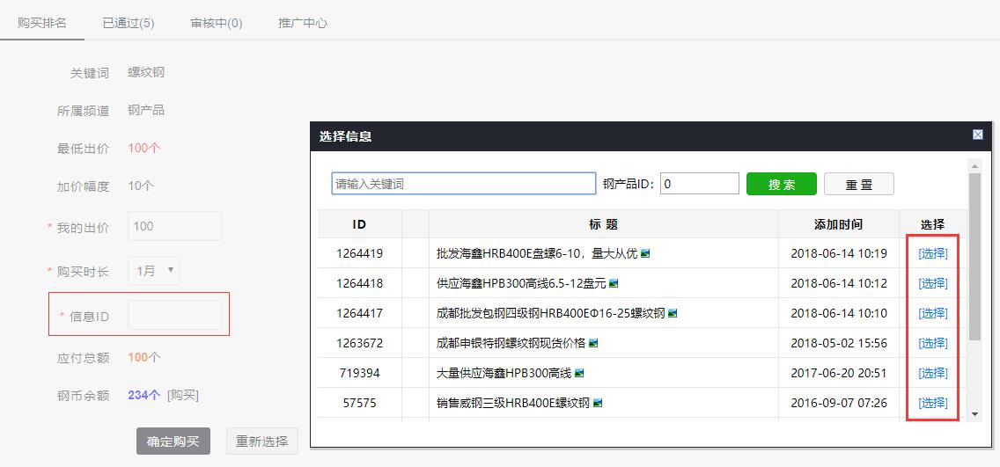 购买排名 已通过(5) 审核中(0) 推广中心
关键词 螺纹钢
所属频道 钢产品
最低出价 100个
加价幅度 10个
* 我的出价 100
* 购买时长 1月
* 信息ID
应付总额 100个
钢币余额 234个 [购买]
确定购买 重新选择
选择信息
请输入关键词 钢产品ID: 0 搜 索 重 置
ID 标 题 添加时间 选择
1264419 批发海鑫HRB400E盘螺6-10，量大从优 2018-06-14 10:19 [选择]
1264418 供应海鑫HPB300高线6.5-12盘元 2018-06-14 10:12 [选择]
1264417 成都批发包钢四级钢HRB400EΦ16-25螺纹钢 2018-06-14 10:10 [选择]
1263672 成都申银特钢螺纹钢现货价格 2018-05-02 15:56 [选择]
719394 大量供应海鑫HPB300高线 2017-06-20 20:51 [选择]
57575 销售威钢三级HRB400E螺纹钢 2016-09-07 07:26 [选择]